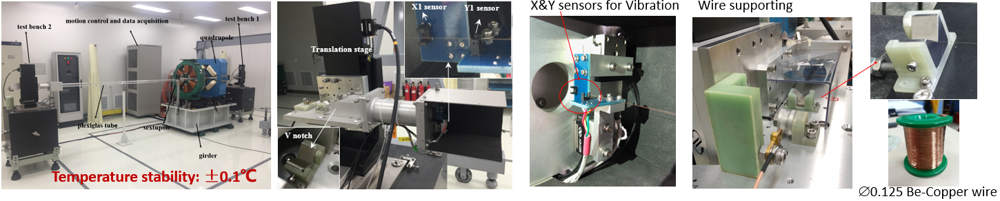 motion control and data acquisition
test bench 1
test bench 2
quadrupole
plexiglas tube
sextupole
girder
Temperature stability: ±0.1℃
X1 sensor
Y1 sensor
Translation stage
V notch
X&Y sensors for Vibration
Wire supporting
∅0.125 Be-Copper wire